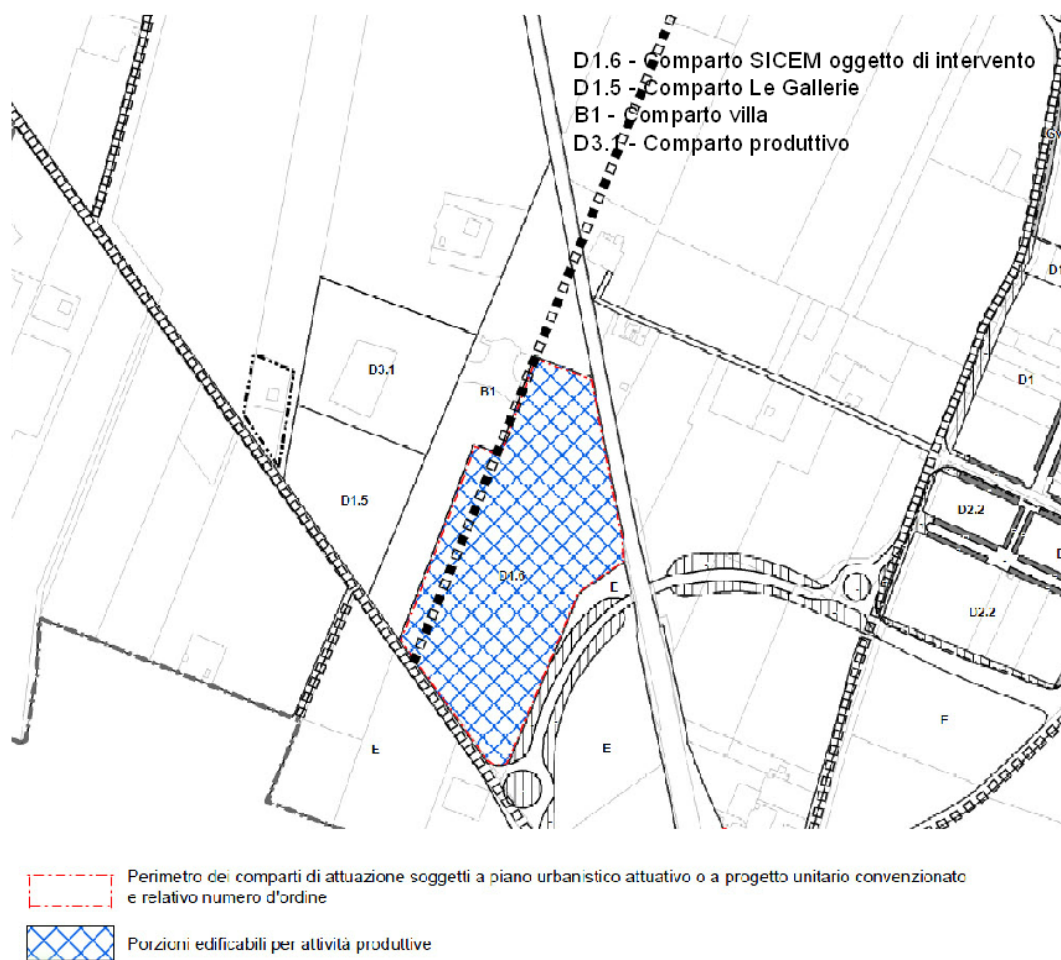 D1.6 - Comparto SICEM oggetto di intervento
D1.5 - Comparto Le Gallerie
B1 - Comparto villa
D3.1 - Comparto produttivo
D1
D3.1
D1
B1
D1.5
D2.2
D1.6
E
D2.2
E
E
Perimetro dei comparti di attuazione soggetti a piano urbanistico attuativo o a progetto unitario convenzionato
e relativo numero d'ordine
Porzioni edificabili per attività produttive